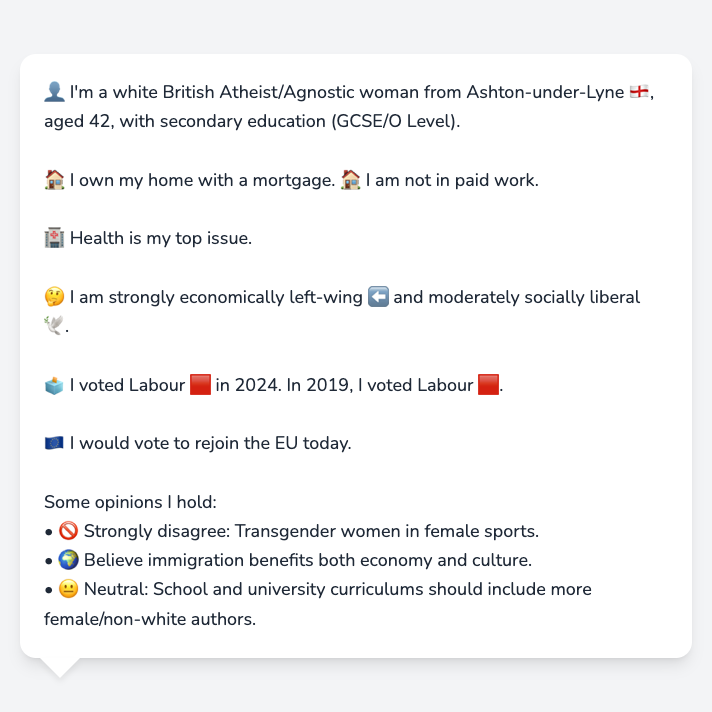 👤 I'm a white British Atheist/Agnostic woman from Ashton-under-Lyne 🏴󠁧󠁢󠁥󠁮󠁧󠁿,
aged 42, with secondary education (GCSE/O Level).
🏠 I own my home with a mortgage. 🏠 I am not in paid work.
🏥 Health is my top issue.
🤔 I am strongly economically left-wing ⬅️ and moderately socially liberal
🕊️.
🗳️ I voted Labour 🟥 in 2024. In 2019, I voted Labour 🟥.
🇪🇺 I would vote to rejoin the EU today.
Some opinions I hold:
• 🚫 Strongly disagree: Transgender women in female sports.
• 🌍 Believe immigration benefits both economy and culture.
• 😐 Neutral: School and university curriculums should include more
female/non-white authors.